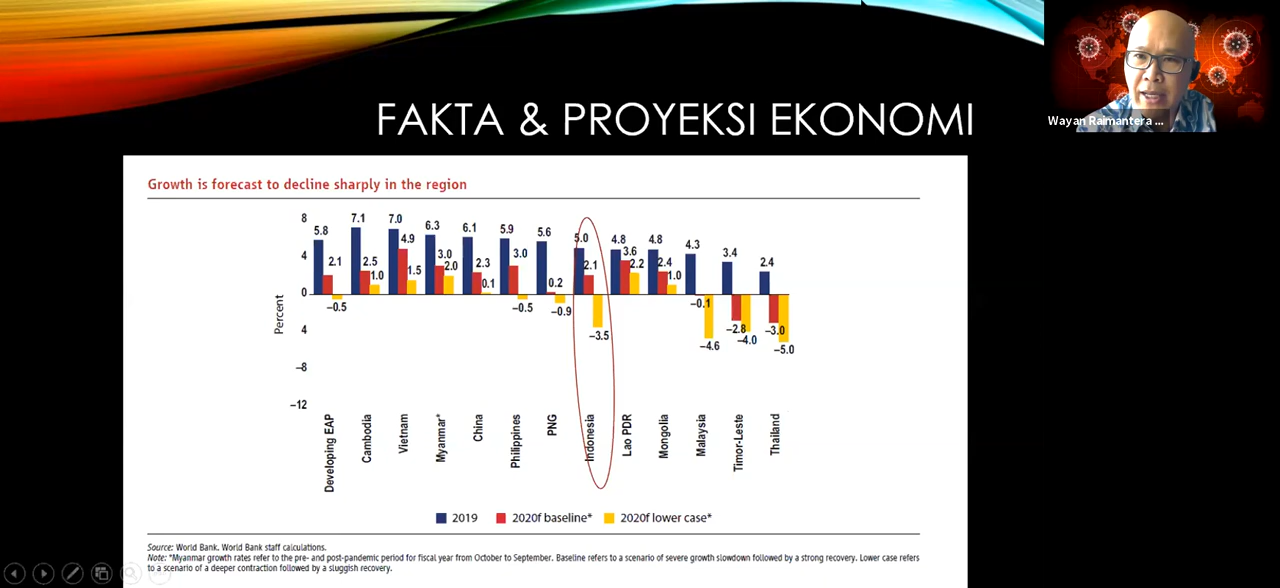 FAKTA & PROYEKSI EKONOMI
Wayan Raimantera ...
Growth is forecast to decline sharply in the region
8
4
0
4
−8
−12
Percent
5.8 2.1 −0.5
7.1 2.5 1.0
7.0 4.9 1.5
6.3 3.0 2.0
6.1 2.3 0.1
5.9 3.0 −0.5
5.6 0.2 −0.9
5.0 2.1 −3.5
4.8 3.6 2.2
4.8 2.4 1.0
4.3 −0.1 −4.6
3.4 −2.8 −4.0
2.4 −3.0 −5.0
Developing EAP
Cambodia
Vietnam
Myanmar*
China
Philippines
PNG
Indonesia
Lao PDR
Mongolia
Malaysia
Timor-Leste
Thailand
2019 2020f baseline* 2020f lower case*
Source: World Bank. World Bank staff calculations.
Note: *Myanmar growth rates refer to the pre- and post-pandemic period for fiscal year from October to September. Baseline refers to a scenario of severe growth slowdown followed by a strong recovery. Lower case refers
to a scenario of a deeper contraction followed by a sluggish recovery.